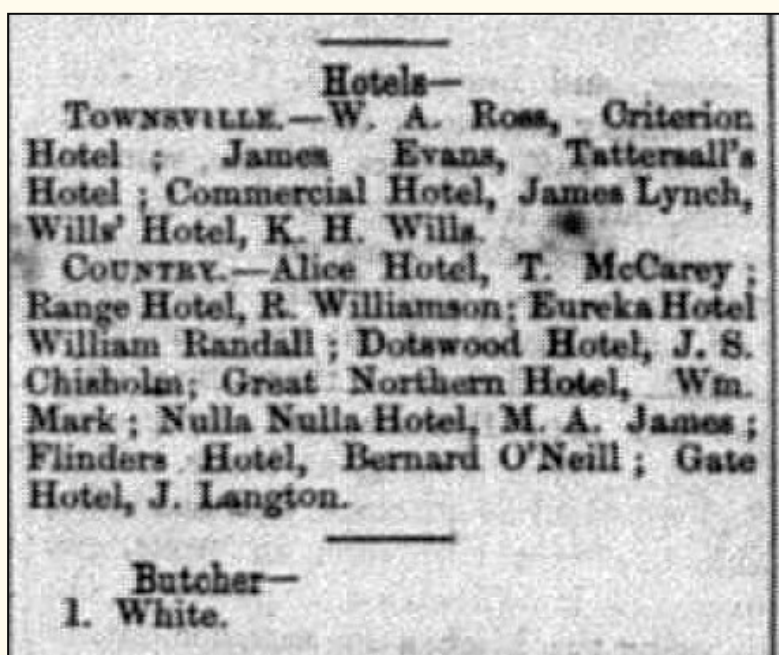 Hotels—
TOWNSVILLE.—W. A. Ross, Criterion
Hotel ; James Evans, Tattersall's
Hotel ; Commercial Hotel, James Lynch,
Wills' Hotel, K. H. Wills.
COUNTRY.—Alice Hotel, T. McCarey ;
Range Hotel, R. Williamson; Eureka Hotel
William Randall ; Dotswood Hotel, J. S.
Chisholm; Great Northern Hotel, Wm.
Mark ; Nulla Nulla Hotel, M. A. James ;
Flinders Hotel, Bernard O'Neill ; Gate
Hotel, J. Langton.
Butcher—
1. White.